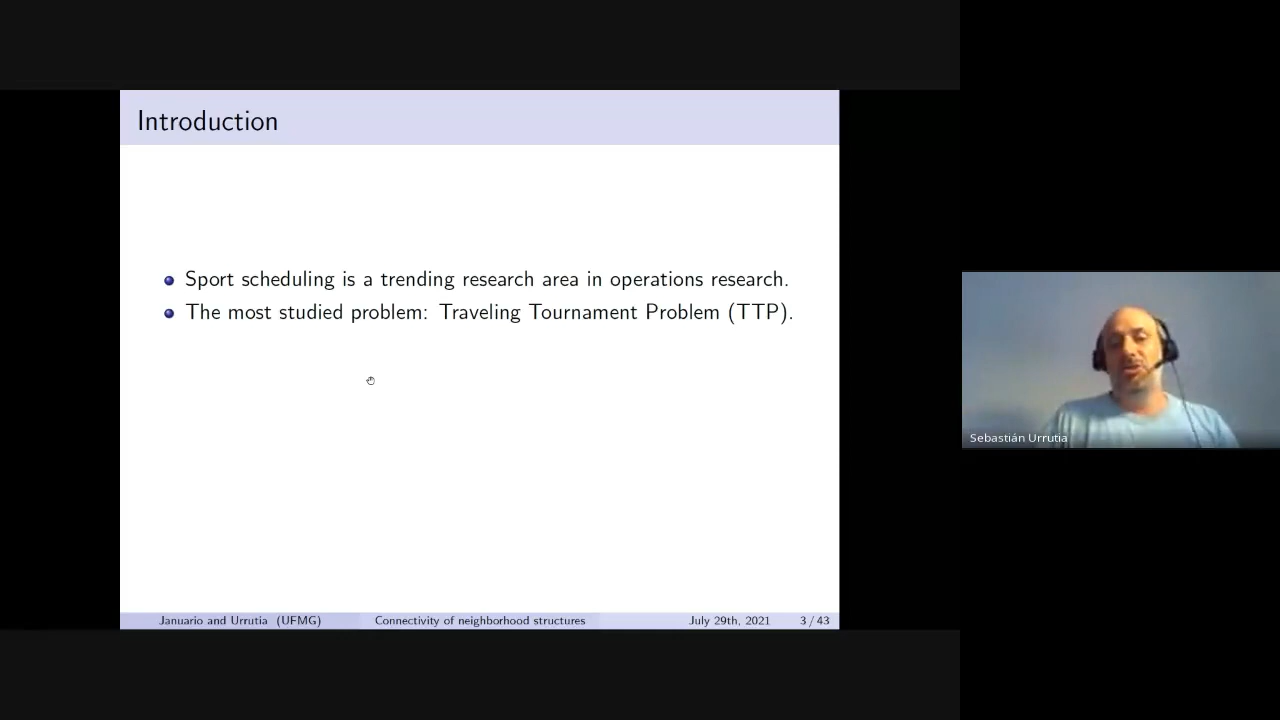 Introduction
Sport scheduling is a trending research area in operations research.
The most studied problem: Traveling Tournament Problem (TTP).
Januario and Urrutia (UFMG) Connectivity of neighborhood structures July 29th, 2021 3 / 43
Sebastián Urrutia